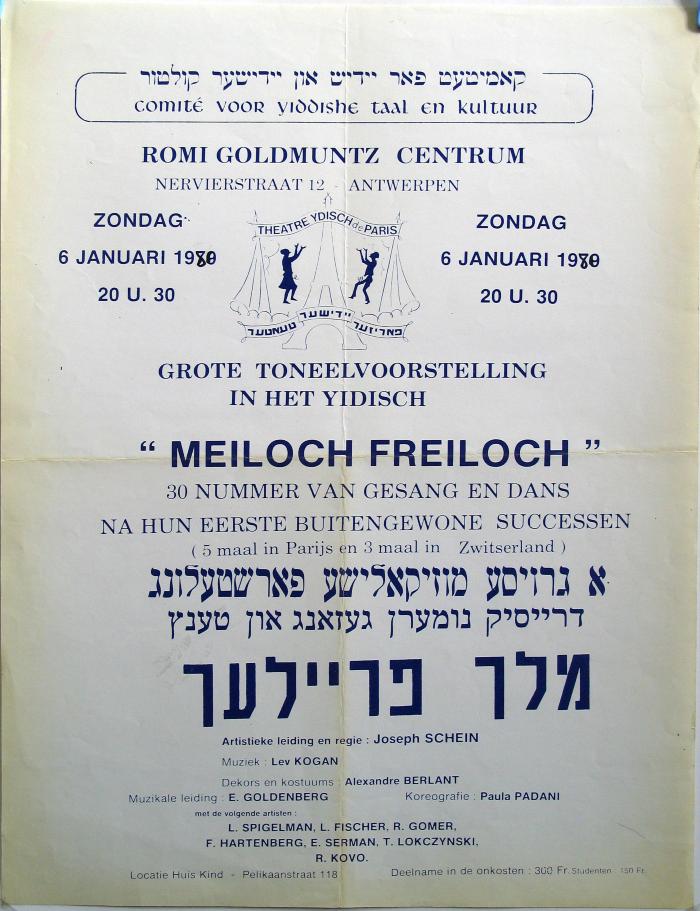 קאמיטעט פאר יידיש און יידישער קולטור
comité voor yiddishe taal en kultuur
ROMI GOLDMUNTZ CENTRUM
NERVIERSTRAAT 12 - ANTWERPEN
ZONDAG
6 JANUARI 1980
20 U. 30
THEATRE YDISCH de PARIS
פאריזער יידישער טעאטער
ZONDAG
6 JANUARI 1980
20 U. 30
GROTE TONEELVOORSTELLING
IN HET YIDISCH
“ MEILOCH FREILOCH ”
30 NUMMER VAN GESANG EN DANS
NA HUN EERSTE BUITENGEWONE SUCCESSEN
( 5 maal in Parijs en 3 maal in Zwitserland )
א גרויסע מוזיקאלישע פארשטעלונג
דרייסיק נומערן געזאנג און טענץ
מלך פריילעך
Artistieke leiding en regie : Joseph SCHEIN
Muziek : Lev KOGAN
Dekors en kostuums : Alexandre BERLANT
Muzikale leiding : E. GOLDENBERG Koreografie : Paula PADANI
met de volgende artisten :
L. SPIGELMAN, L. FISCHER, R. GOMER,
F. HARTENBERG, E. SERMAN, T. LOKCZYNSKI,
R. KOVO.
Locatie Huis Kind - Pelikaanstraat 118 Deelname in de onkosten : 300 Fr. Studenten : 150 Fr.